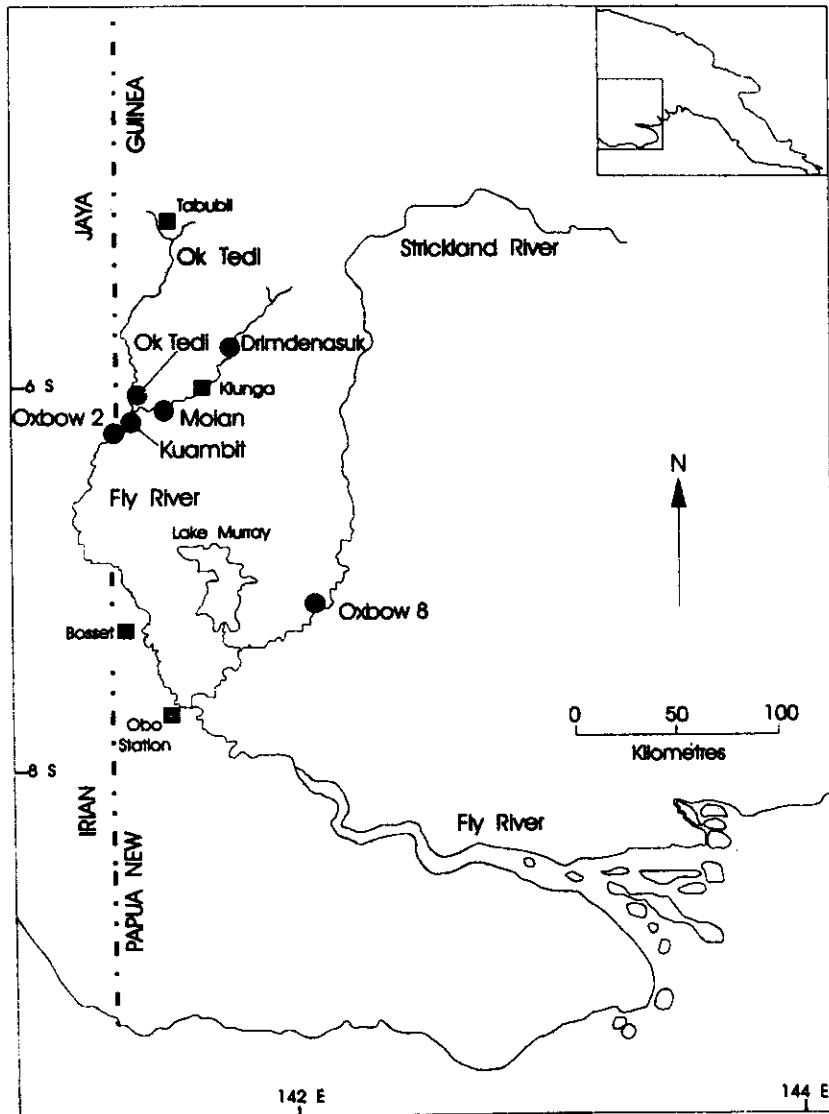 GUINEA
JAYA
Tabubil
Ok Tedi
Strickland River
Ok Tedi
Drimdenasuk
6 S
Kiunga
Oxbow 2
Moian
Kuambit
N
Fly River
Lake Murray
Oxbow 8
Bosset
Obo
Station
0 50 100
Kilometres
8 S
IRIAN
PAPUA NEW
Fly River
142 E
144 E